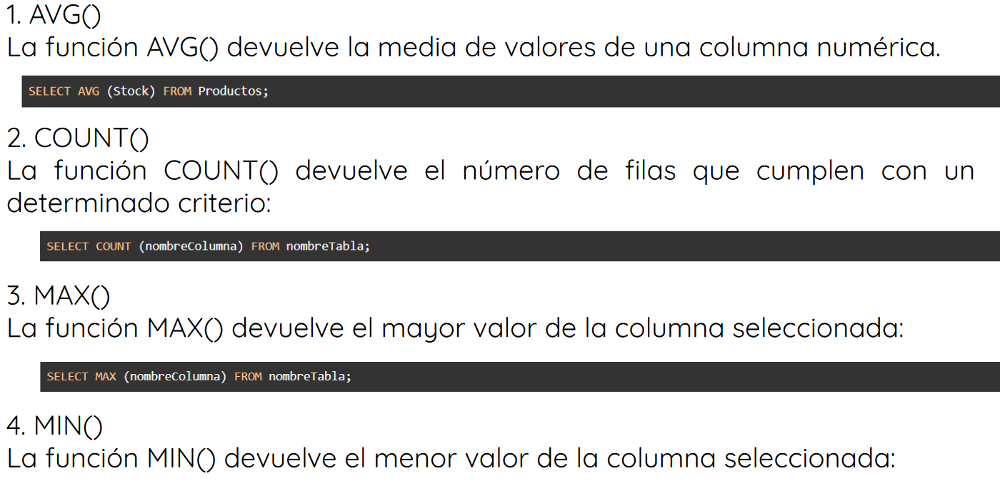 1. AVG()
La función AVG() devuelve la media de valores de una columna numérica.
SELECT AVG (Stock) FROM Productos;
2. COUNT()
La función COUNT() devuelve el número de filas que cumplen con un
determinado criterio:
SELECT COUNT (nombreColumna) FROM nombreTabla;
3. MAX()
La función MAX() devuelve el mayor valor de la columna seleccionada:
SELECT MAX (nombreColumna) FROM nombreTabla;
4. MIN()
La función MIN() devuelve el menor valor de la columna seleccionada: